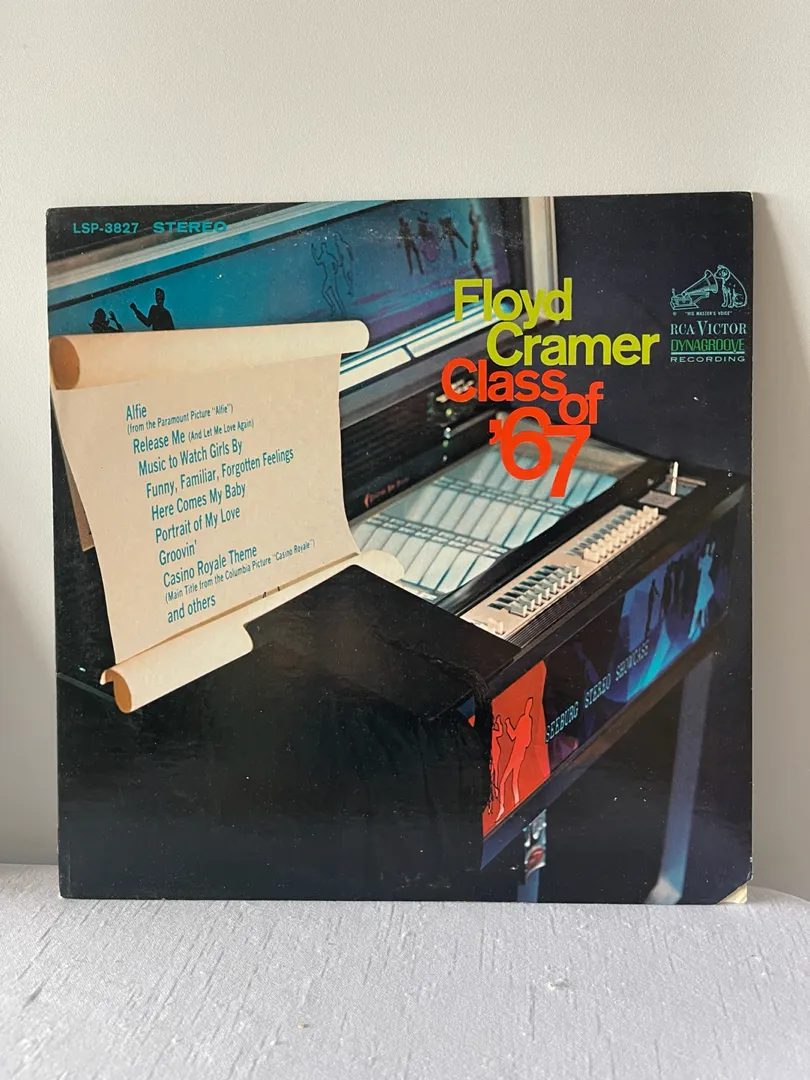 LSP-3827 STEREO
Floyd
Cramer
Class of
'67
"HIS MASTER'S VOICE"
RCA VICTOR
DYNAGROOVE
RECORDING
Alfie
(from the Paramount Picture "Alfie")
Release Me (And Let Me Love Again)
Music to Watch Girls By
Funny, Familiar, Forgotten Feelings
Here Comes My Baby
Portrait of My Love
Groovin'
Casino Royale Theme
(Main Title from the Columbia Picture "Casino Royale")
and others
SEEBURG STEREO SHOWCASE